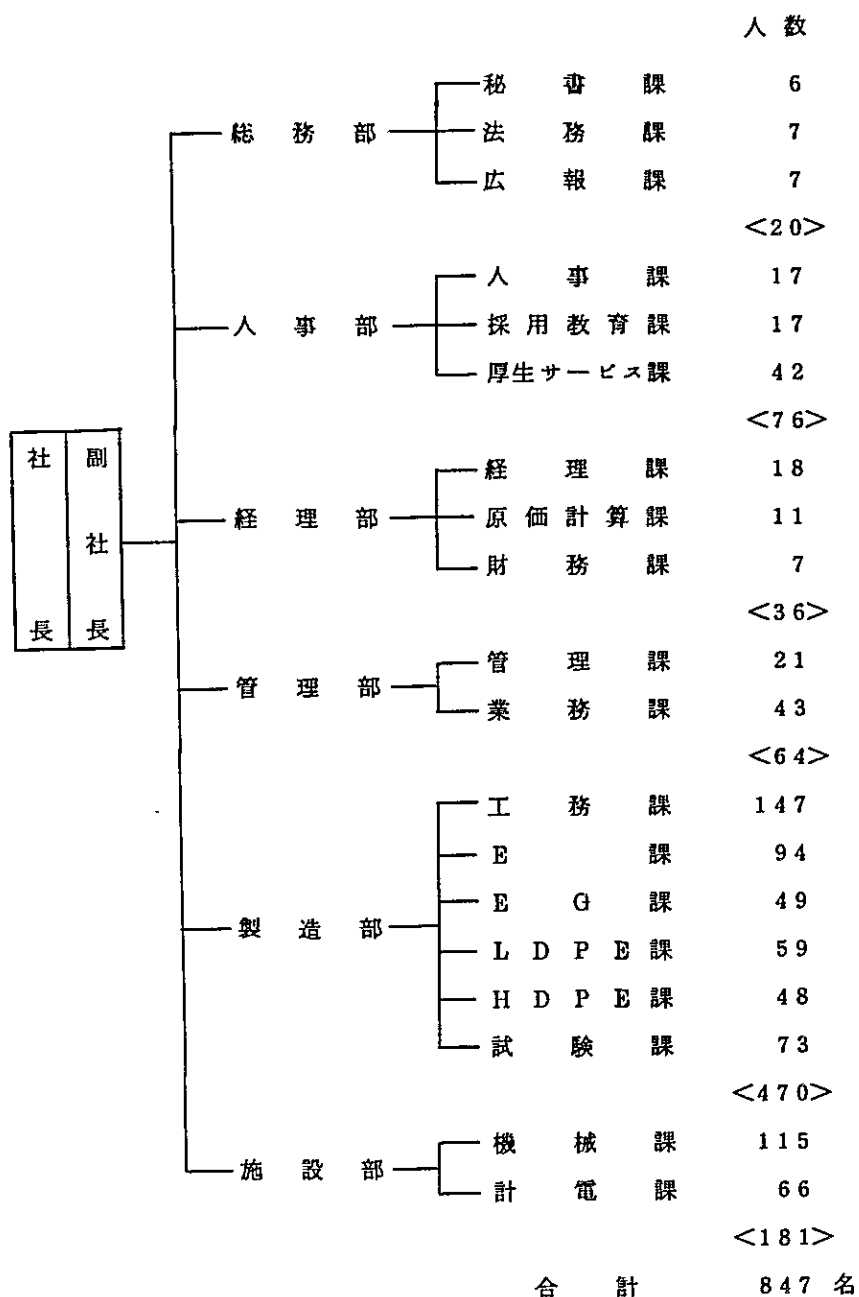 人数
秘書課 6
総務部 法務課 7
広報課 7
<20>
人事課 17
人事部 採用教育課 17
厚生サービス課 42
<76>
社長 副社長
経理課 18
経理部 原価計算課 11
財務課 7
<36>
管理課 21
管理部
業務課 43
<64>
工務課 147
E課 94
EG課 49
製造部
LDPE課 59
HDPE課 48
試験課 73
<470>
機械課 115
施設部
計電課 66
<181>
合計 847名